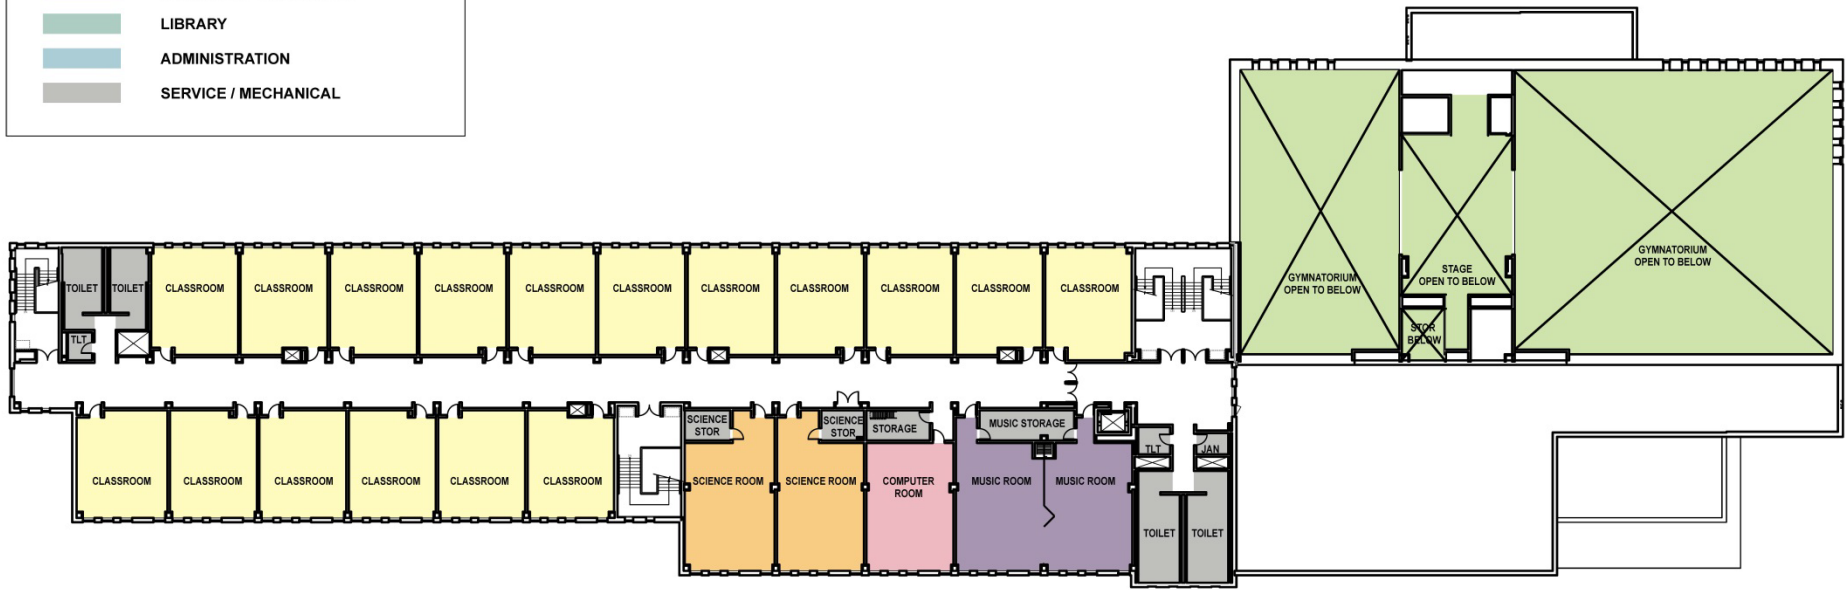 LIBRARY
ADMINISTRATION
SERVICE / MECHANICAL
GYMNATORIUM
OPEN TO BELOW
STAGE
OPEN TO BELOW
GYMNATORIUM
OPEN TO BELOW
STOR
BELOW
TOILET
TOILET
CLASSROOM
CLASSROOM
CLASSROOM
CLASSROOM
CLASSROOM
CLASSROOM
CLASSROOM
CLASSROOM
CLASSROOM
CLASSROOM
CLASSROOM
TLT
SCIENCE
STOR
SCIENCE
STOR
STORAGE
MUSIC STORAGE
TLT
JAN
CLASSROOM
CLASSROOM
CLASSROOM
CLASSROOM
CLASSROOM
CLASSROOM
SCIENCE ROOM
SCIENCE ROOM
COMPUTER
ROOM
MUSIC ROOM
MUSIC ROOM
TOILET
TOILET